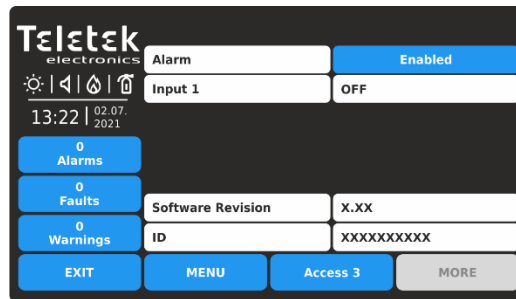 Teletek
electronics
Alarm Enabled
Input 1 OFF
13:22 02.07.
2021
0
Alarms
0
Faults
Software Revision X.XX
0
Warnings
ID XXXXXXXXXX
EXIT MENU Access 3 MORE